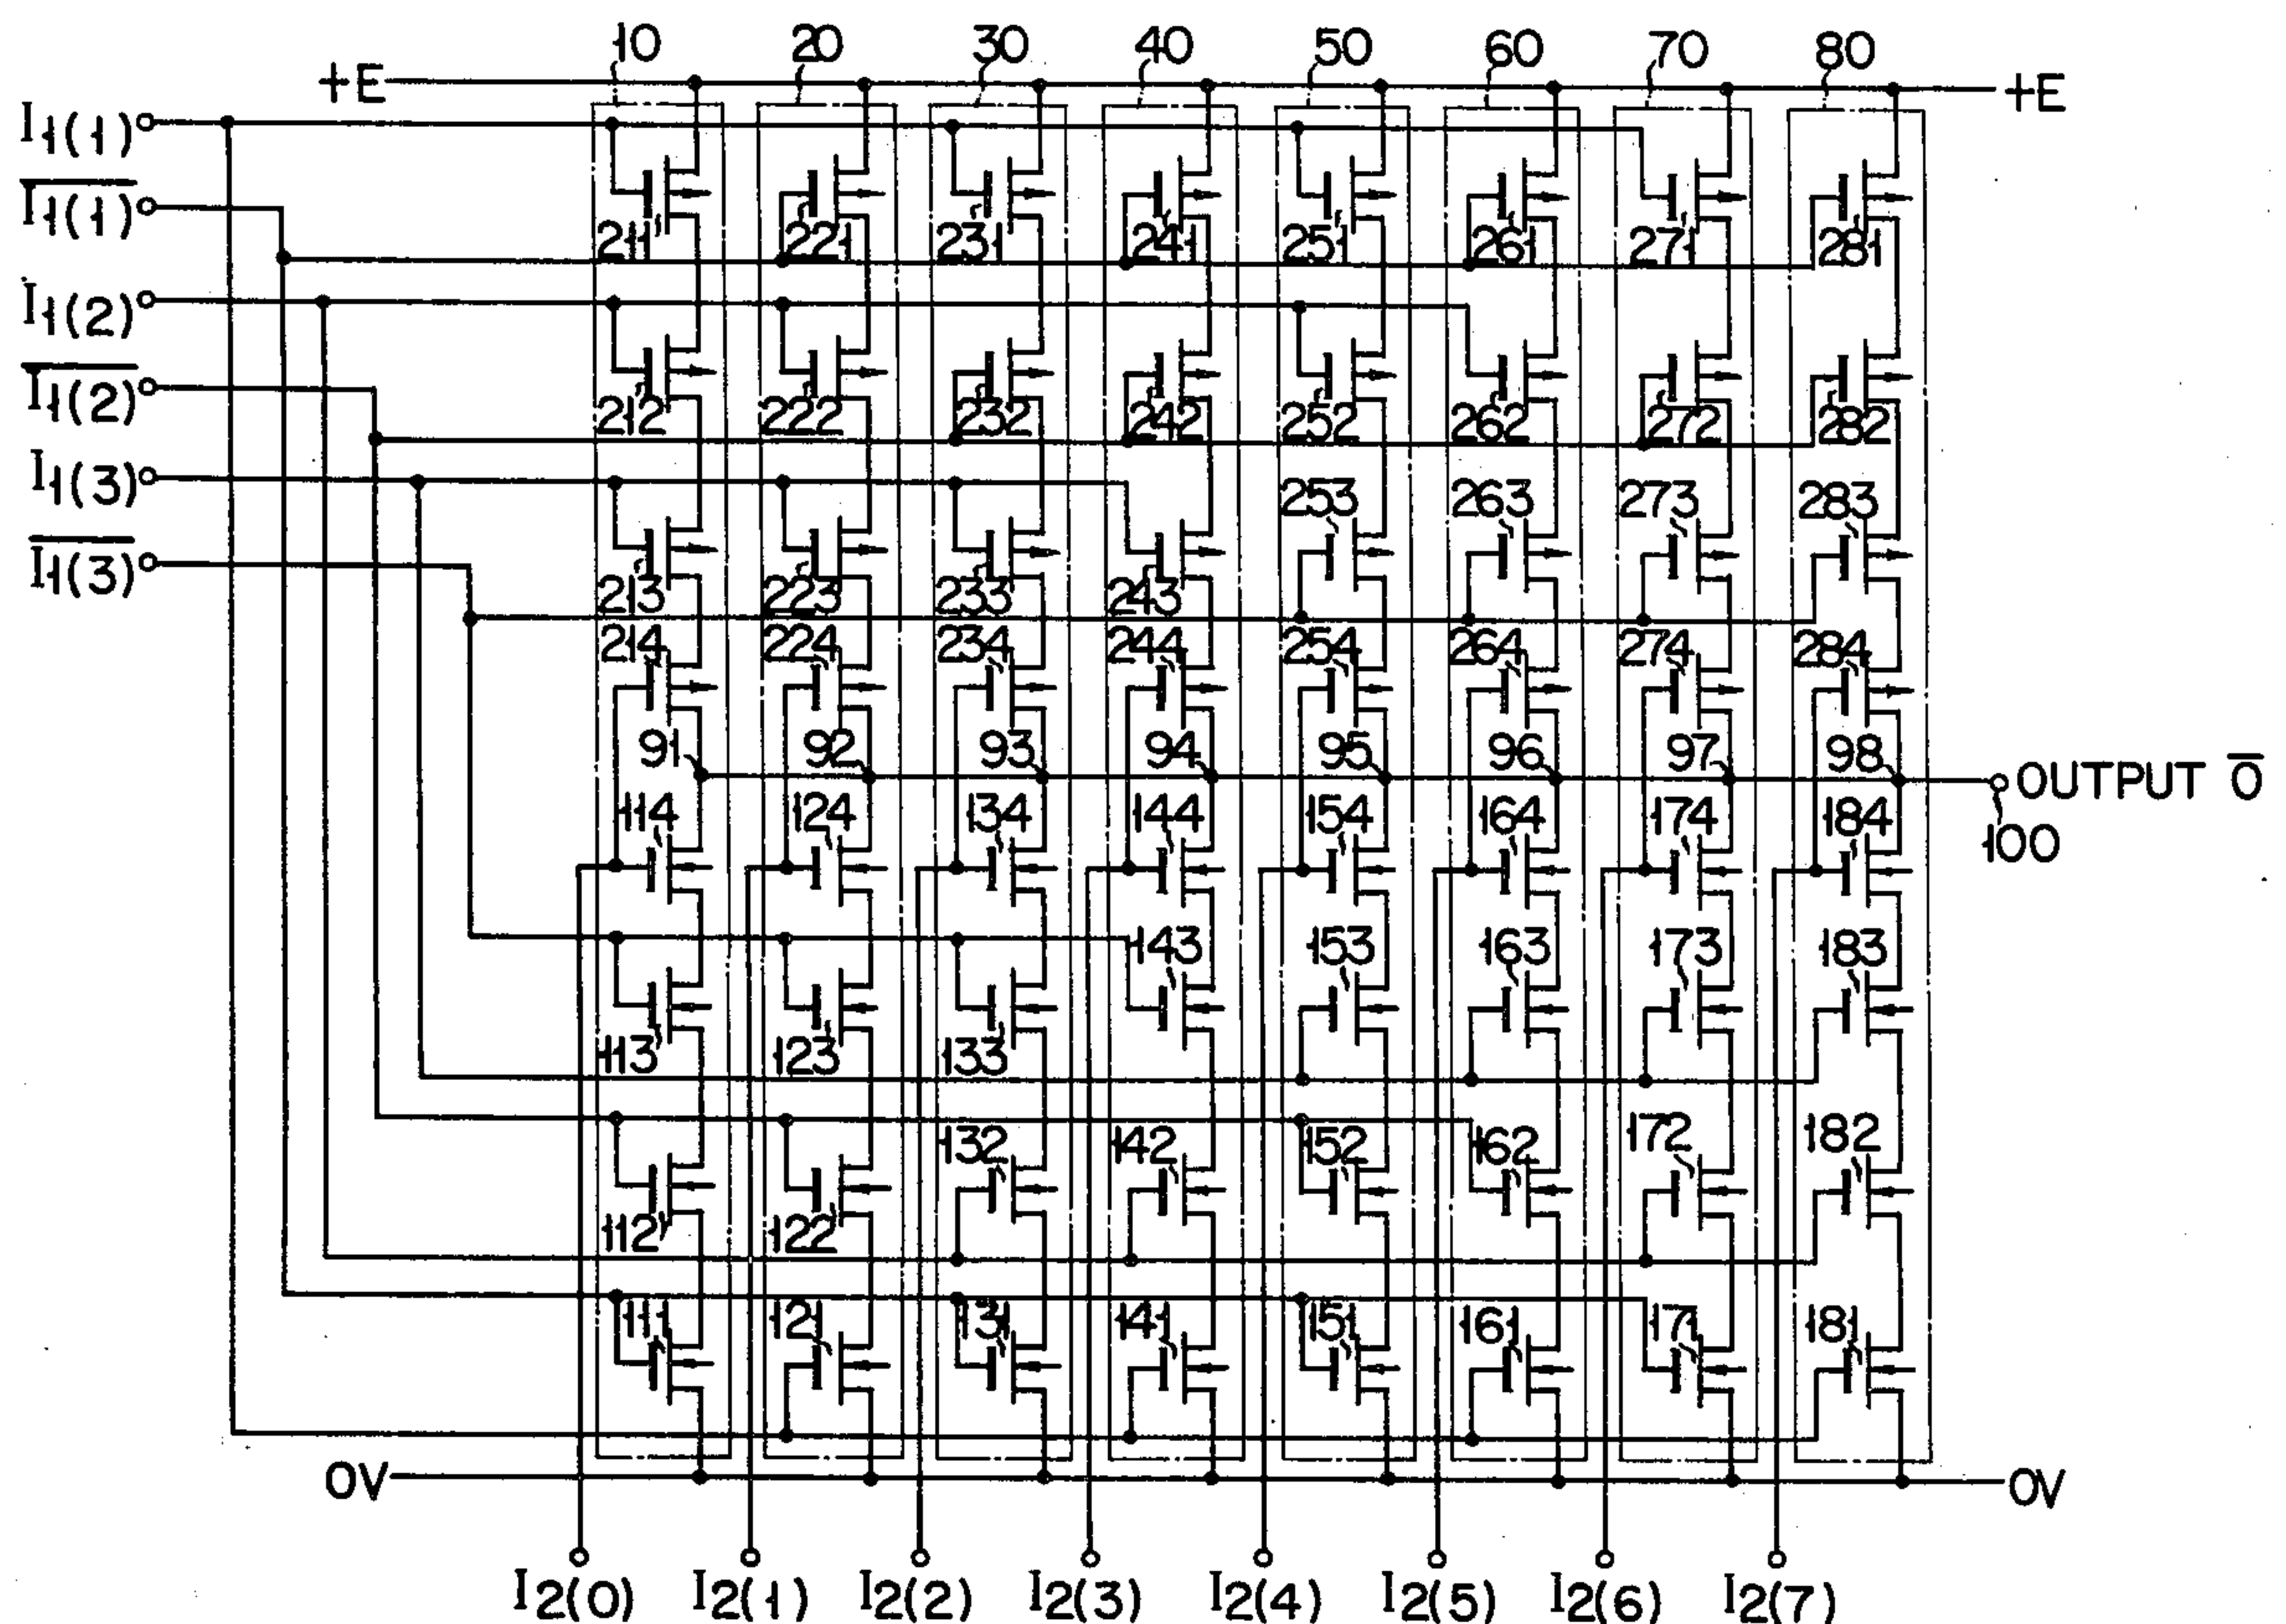 10 20 30 40 50 60 70 80
+E +E
I1(1)
I1(1)
211 221 231 241 251 261 271 281
I1(2)
I1(2)
212 222 232 242 252 262 272 282
I1(3)
253 263 273 283
I1(3)
213 223 233 243
214 224 234 244 254 264 274 284
91 92 93 94 95 96 97 98
OUTPUT O̅
114 124 134 144 154 164 174 184
100
143 153 163 173 183
113 123 133
132 142 152 162 172 182
112 122
111 121 131 141 151 161 171 181
0V 0V
I2(0) I2(1) I2(2) I2(3) I2(4) I2(5) I2(6) I2(7)